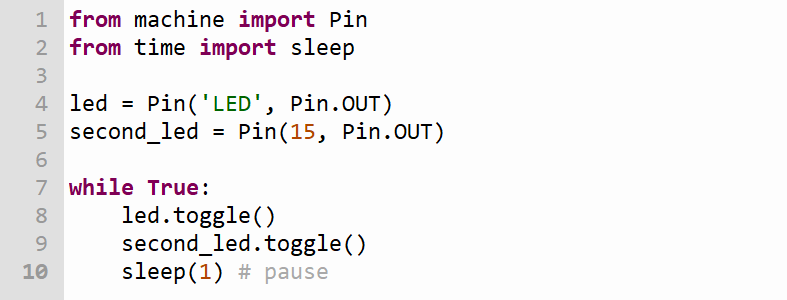 1 from machine import Pin
2 from time import sleep
3
4 led = Pin('LED', Pin.OUT)
5 second_led = Pin(15, Pin.OUT)
6
7 while True:
8     led.toggle()
9     second_led.toggle()
10     sleep(1) # pause